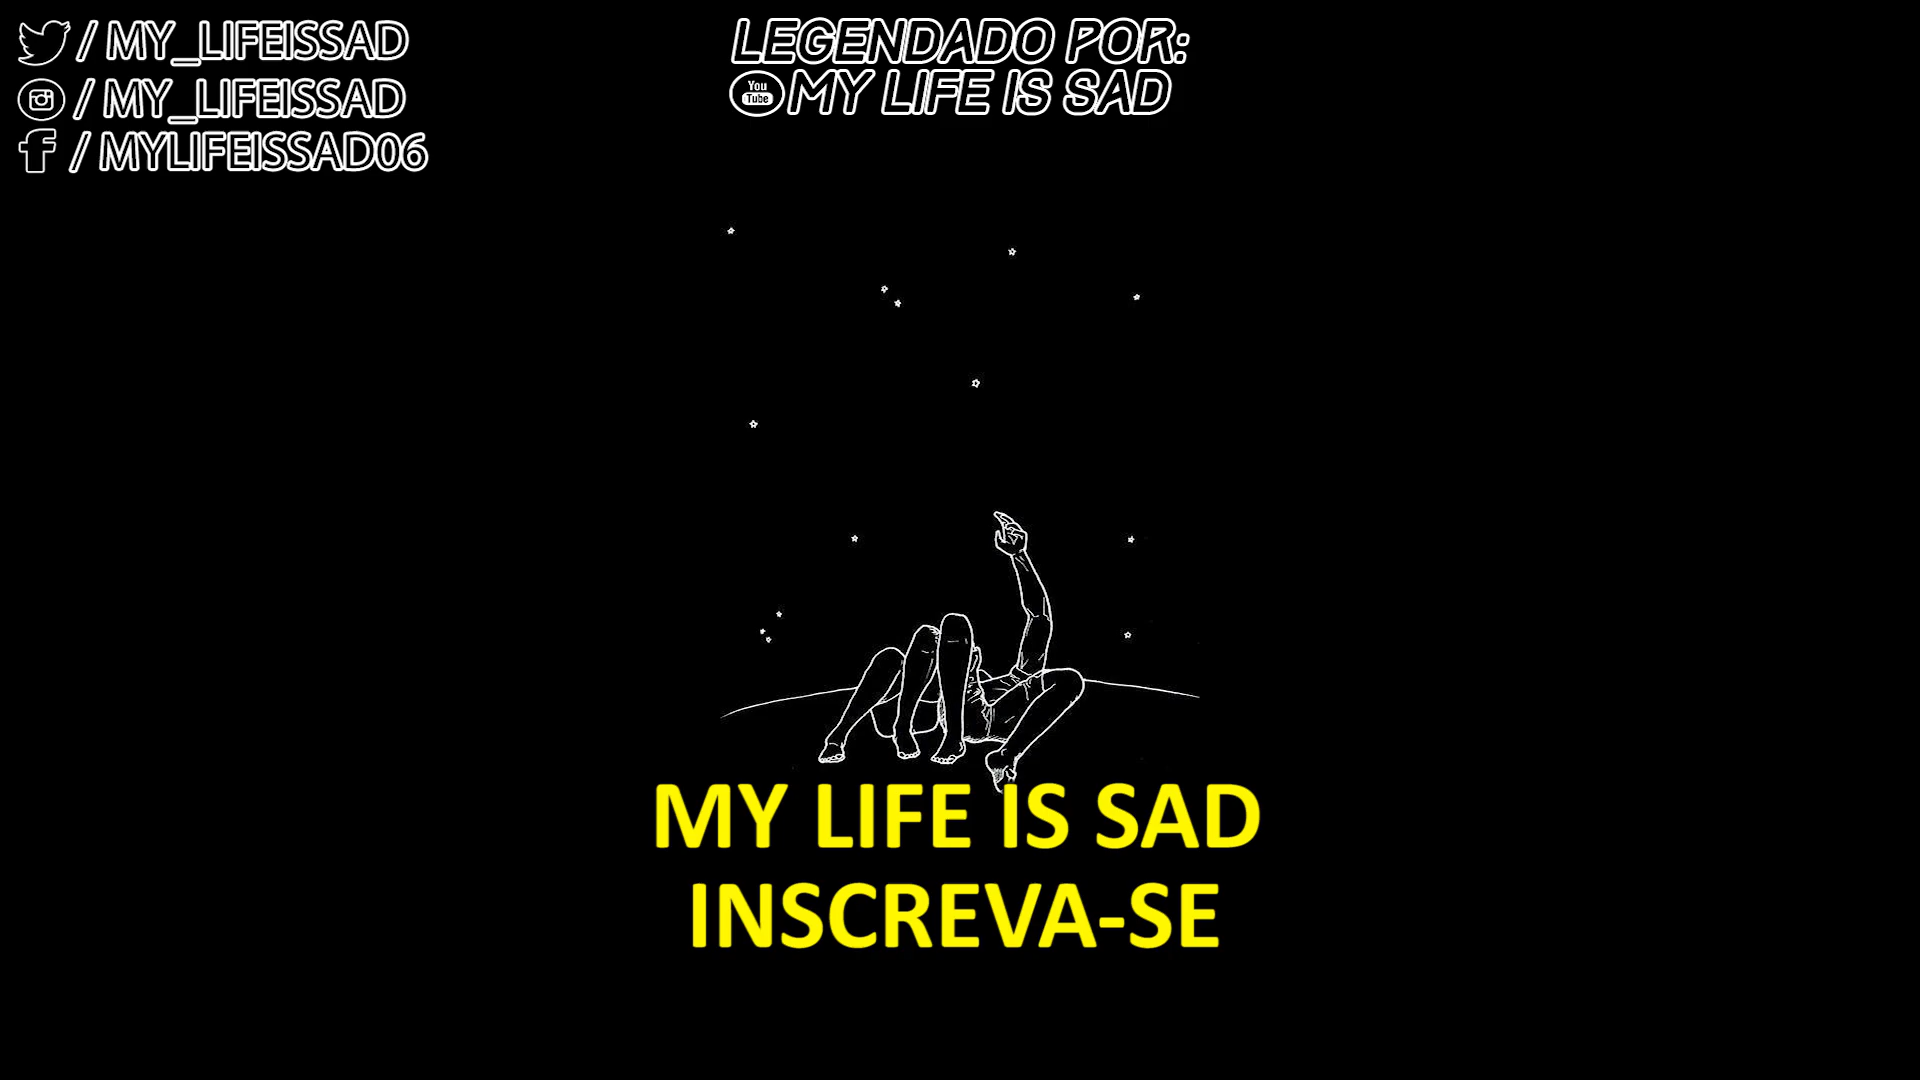 / MY_LIFEISSAD
/ MY_LIFEISSAD
/ MYLIFEISSAD06
LEGENDADO POR:
You Tube MY LIFE IS SAD
MY LIFE IS SAD
INSCREVA-SE